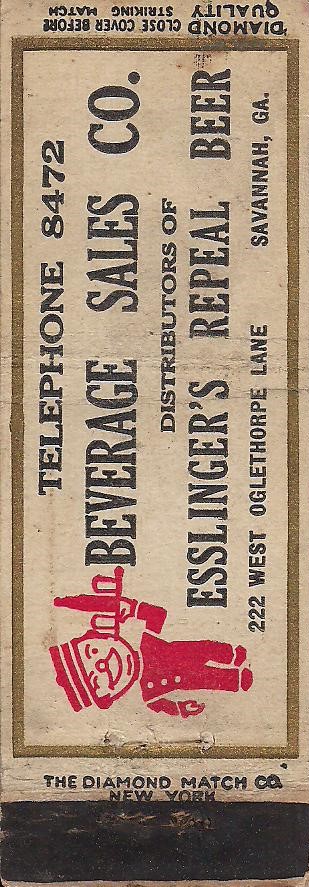 DIAMOND QUALITY
CLOSE COVER BEFORE
STRIKING MATCH
TELEPHONE 8472
BEVERAGE SALES CO.
DISTRIBUTORS OF
ESSLINGER'S REPEAL BEER
222 WEST OGLETHORPE LANE SAVANNAH, GA.
THE DIAMOND MATCH CO.
NEW YORK